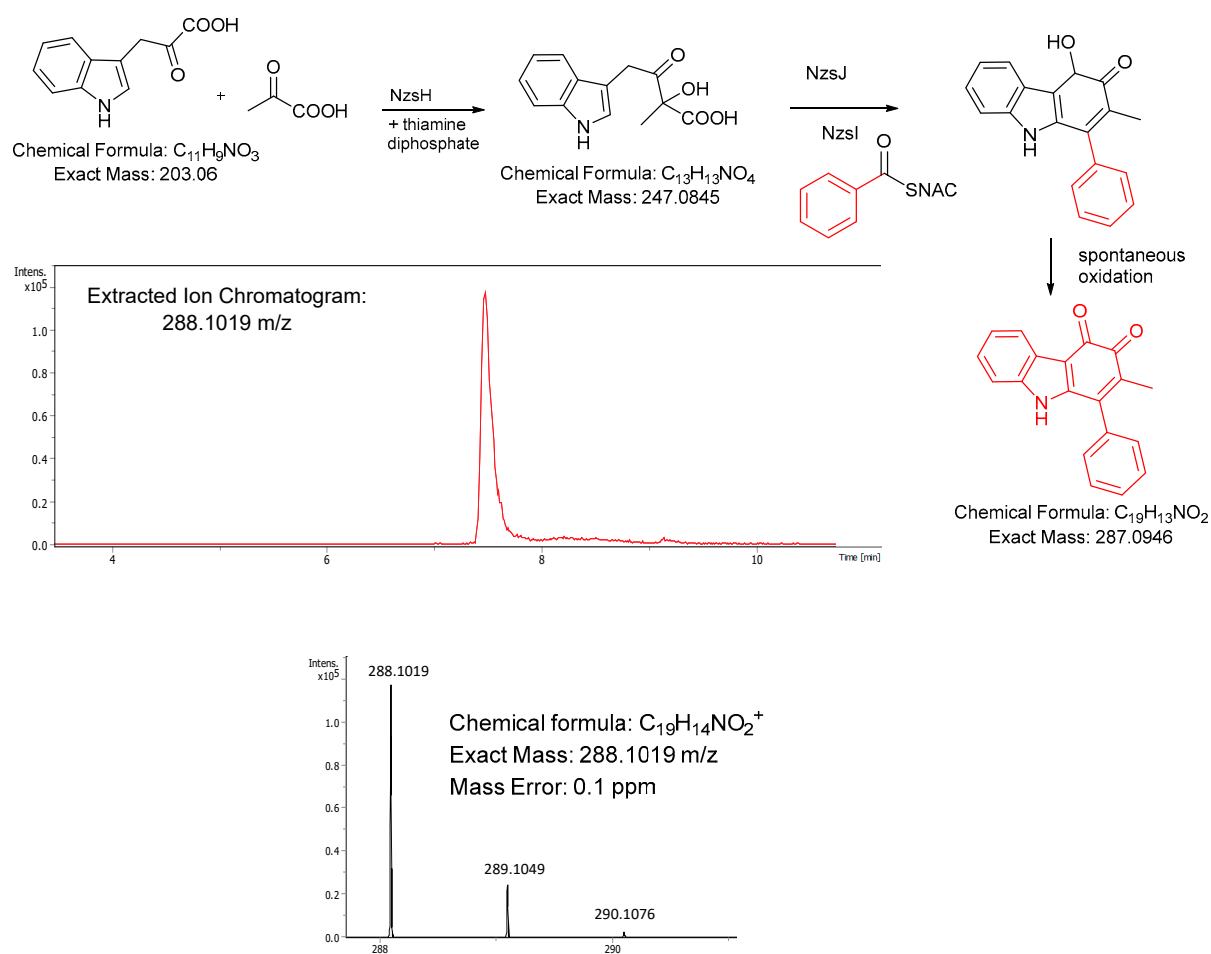 COOH
O
N
H
Chemical Formula: C₁₁H₉NO₃
Exact Mass: 203.06
+
O
COOH
NzsH
+ thiamine
diphosphate
O
OH
COOH
N
H
Chemical Formula: C₁₃H₁₃NO₄
Exact Mass: 247.0845
NzsJ
NzsI
O
SNAC
HO
O
N
H
spontaneous
oxidation
O
O
N
H
Chemical Formula: C₁₉H₁₃NO₂
Exact Mass: 287.0946
Intens.
x10⁵
Extracted Ion Chromatogram:
288.1019 m/z
1.0
0.8
0.6
0.4
0.2
0.0
4
6
8
10
Time [min]
Intens.
x10⁵
288.1019
Chemical formula: C₁₉H₁₄NO₂⁺
Exact Mass: 288.1019 m/z
Mass Error: 0.1 ppm
1.0
0.8
0.6
0.4
289.1049
0.2
290.1076
0.0
288
290